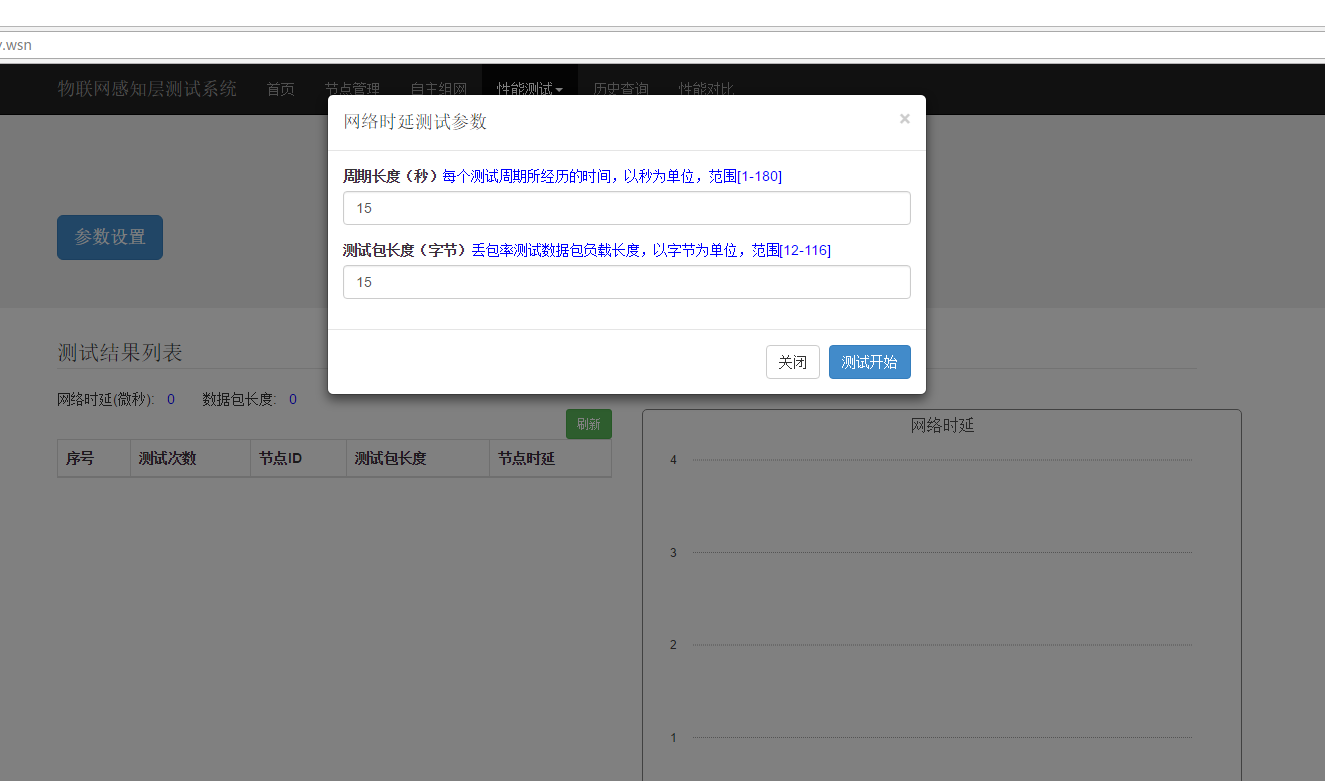 .wsn
物联网感知层测试系统 首页 节点管理 自主组网 性能测试 历史查询 性能对比
网络时延测试参数 ×
周期长度（秒）每个测试周期所经历的时间，以秒为单位，范围[1-180]
15
参数设置
测试包长度（字节）丢包率测试数据包负载长度，以字节为单位，范围[12-116]
15
关闭 测试开始
测试结果列表
网络时延(微秒): 0 数据包长度: 0
刷新
序号 测试次数 节点ID 测试包长度 节点时延
网络时延
4
3
2
1